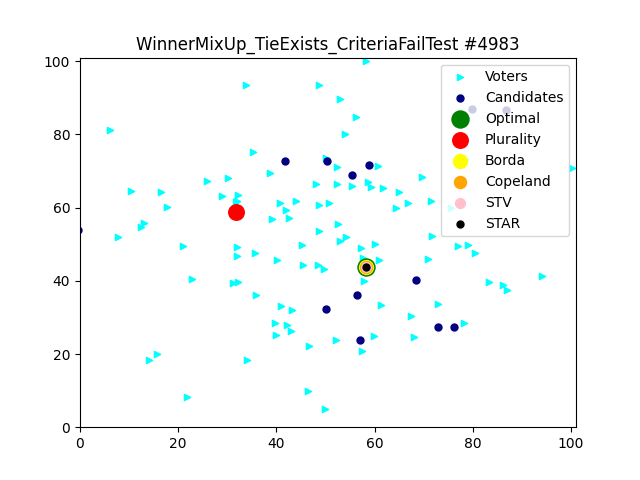 WinnerMixUp_TieExists_CriteriaFailTest #4983
100
80
60
40
20
0
0
20
40
60
80
100
Voters
Candidates
Optimal
Plurality
Borda
Copeland
STV
STAR